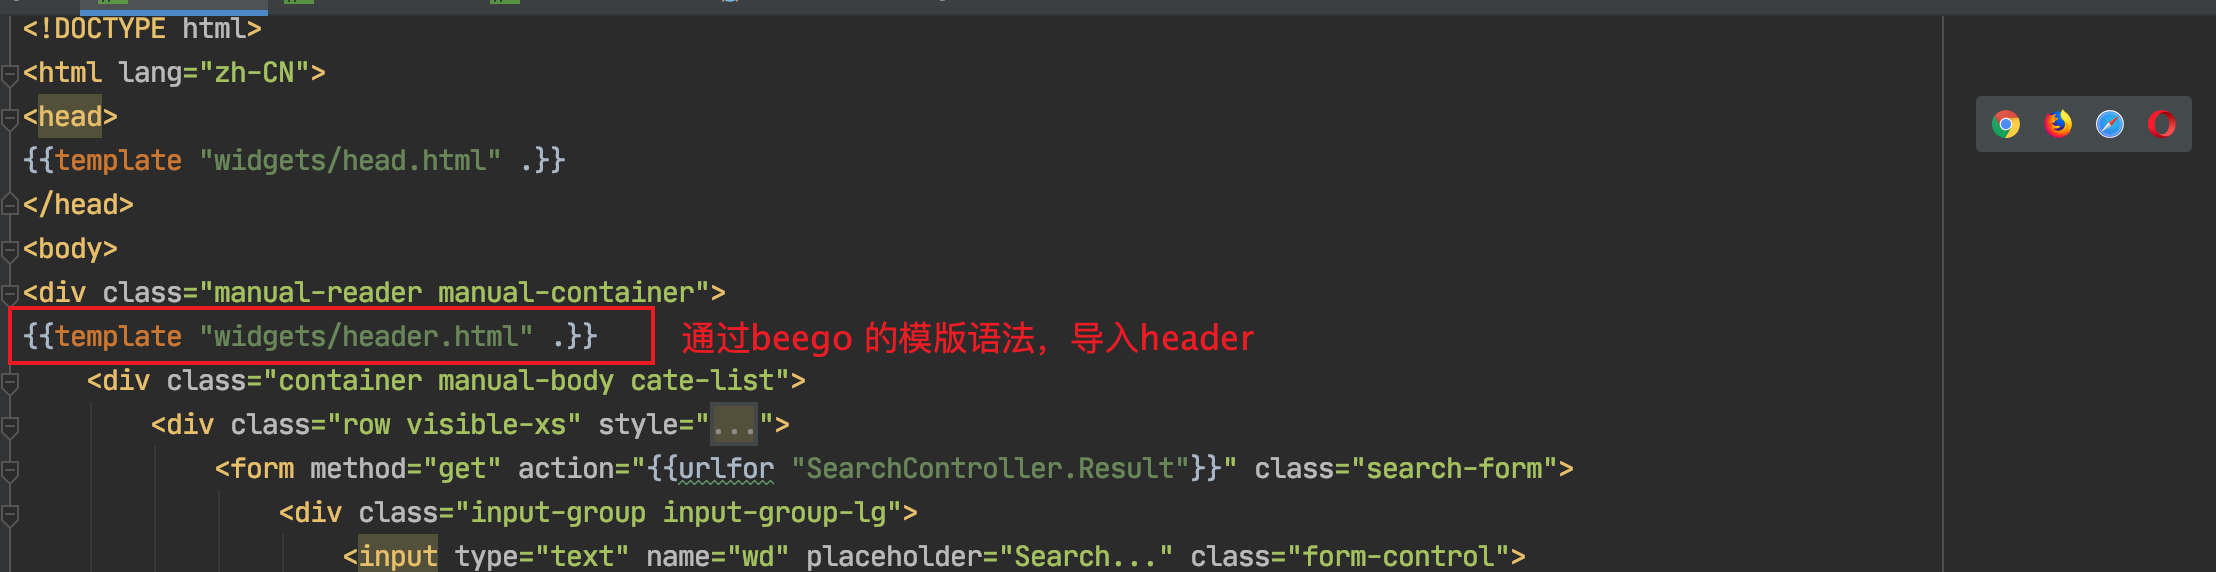 <!DOCTYPE html>
<html lang="zh-CN">
<head>
{{template "widgets/head.html" .}}
</head>
<body>
<div class="manual-reader manual-container">
{{template "widgets/header.html" .}} 通过beego 的模版语法，导入header
<div class="container manual-body cate-list">
<div class="row visible-xs" style="...">
<form method="get" action="{{urlfor "SearchController.Result"}}" class="search-form">
<div class="input-group input-group-lg">
<input type="text" name="wd" placeholder="Search..." class="form-control">